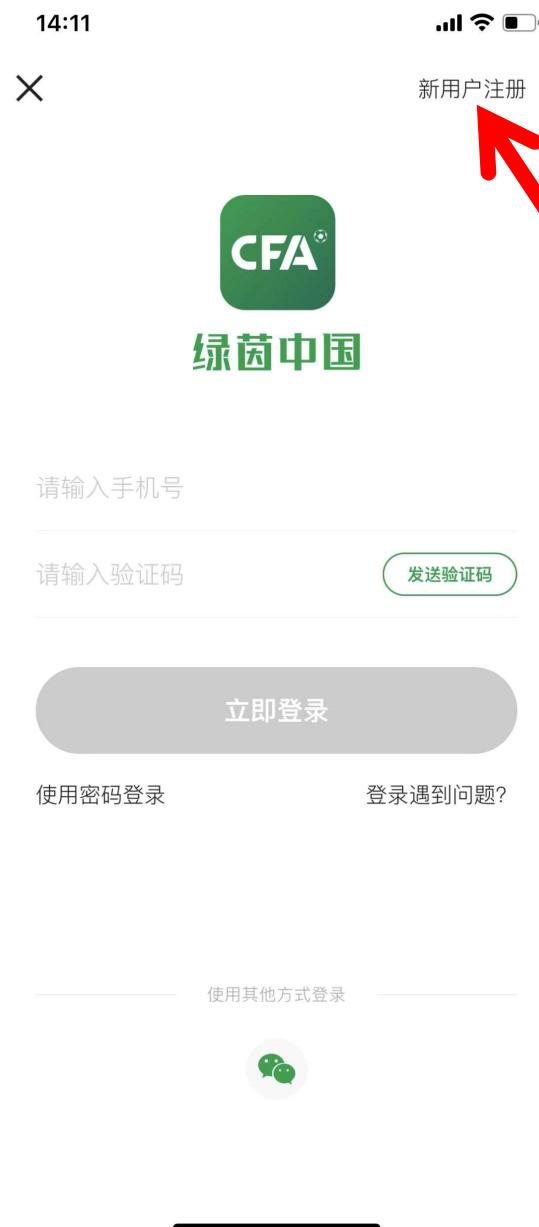 14:11
新用户注册
CFA
绿茵中国
请输入手机号
请输入验证码
发送验证码
立即登录
使用密码登录
登录遇到问题?
使用其他方式登录